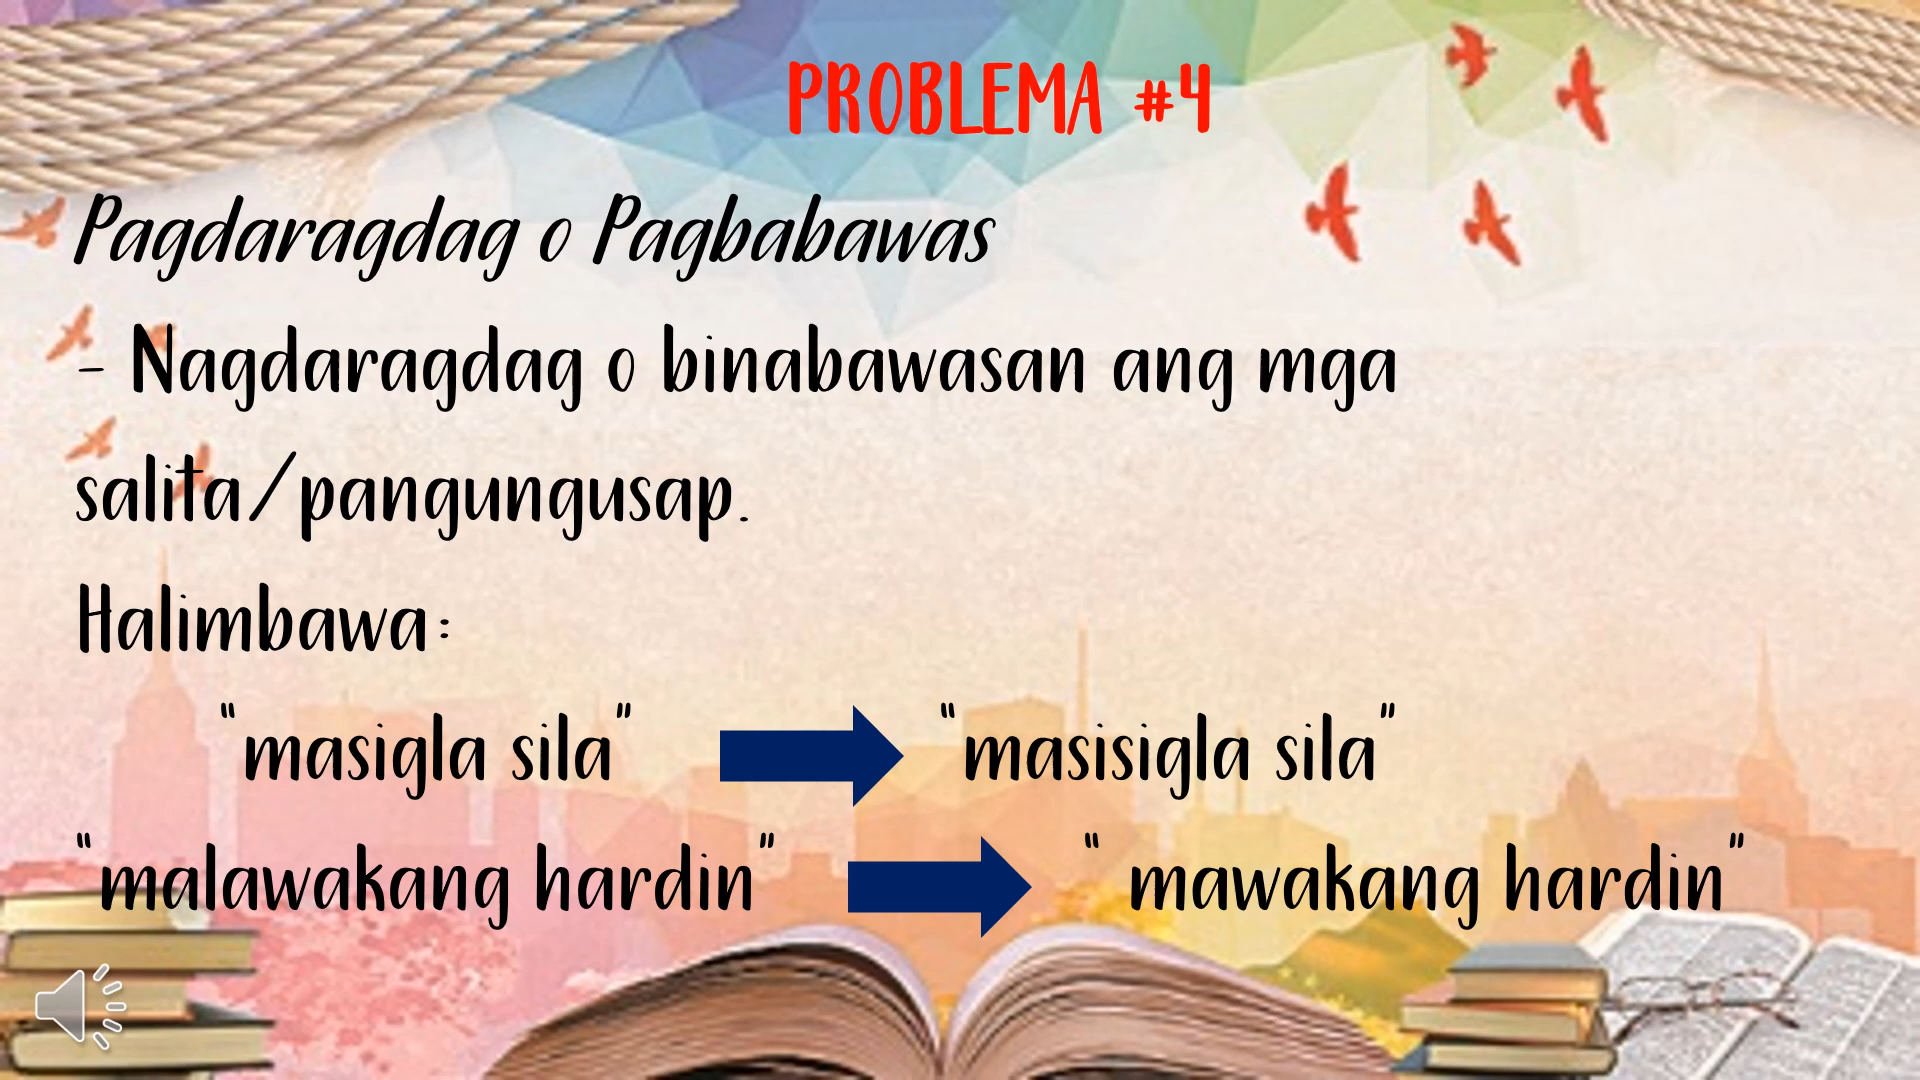 PROBLEMA #4
Pagdaragdag o Pagbabawas
- Nagdaragdag o binabawasan ang mga
salita/pangungusap.
Halimbawa:
"masigla sila" "masisigla sila"
"malawakang hardin" " mawakang hardin"